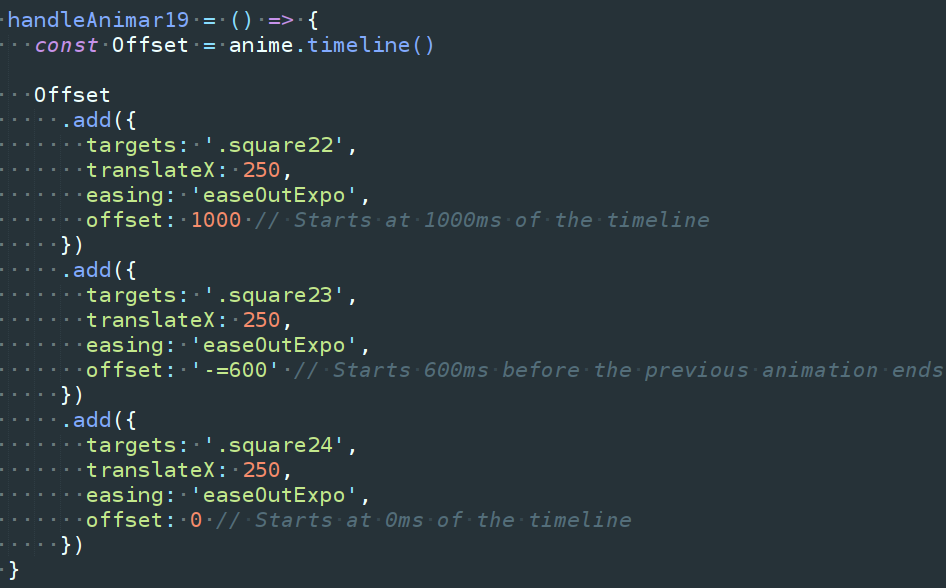 handleAnimar19 = () => {
  const Offset = anime.timeline()

  Offset
    .add({
      targets: '.square22',
      translateX: 250,
      easing: 'easeOutExpo',
      offset: 1000 // Starts at 1000ms of the timeline
    })
    .add({
      targets: '.square23',
      translateX: 250,
      easing: 'easeOutExpo',
      offset: '-=600' // Starts 600ms before the previous animation ends
    })
    .add({
      targets: '.square24',
      translateX: 250,
      easing: 'easeOutExpo',
      offset: 0 // Starts at 0ms of the timeline
    })
}